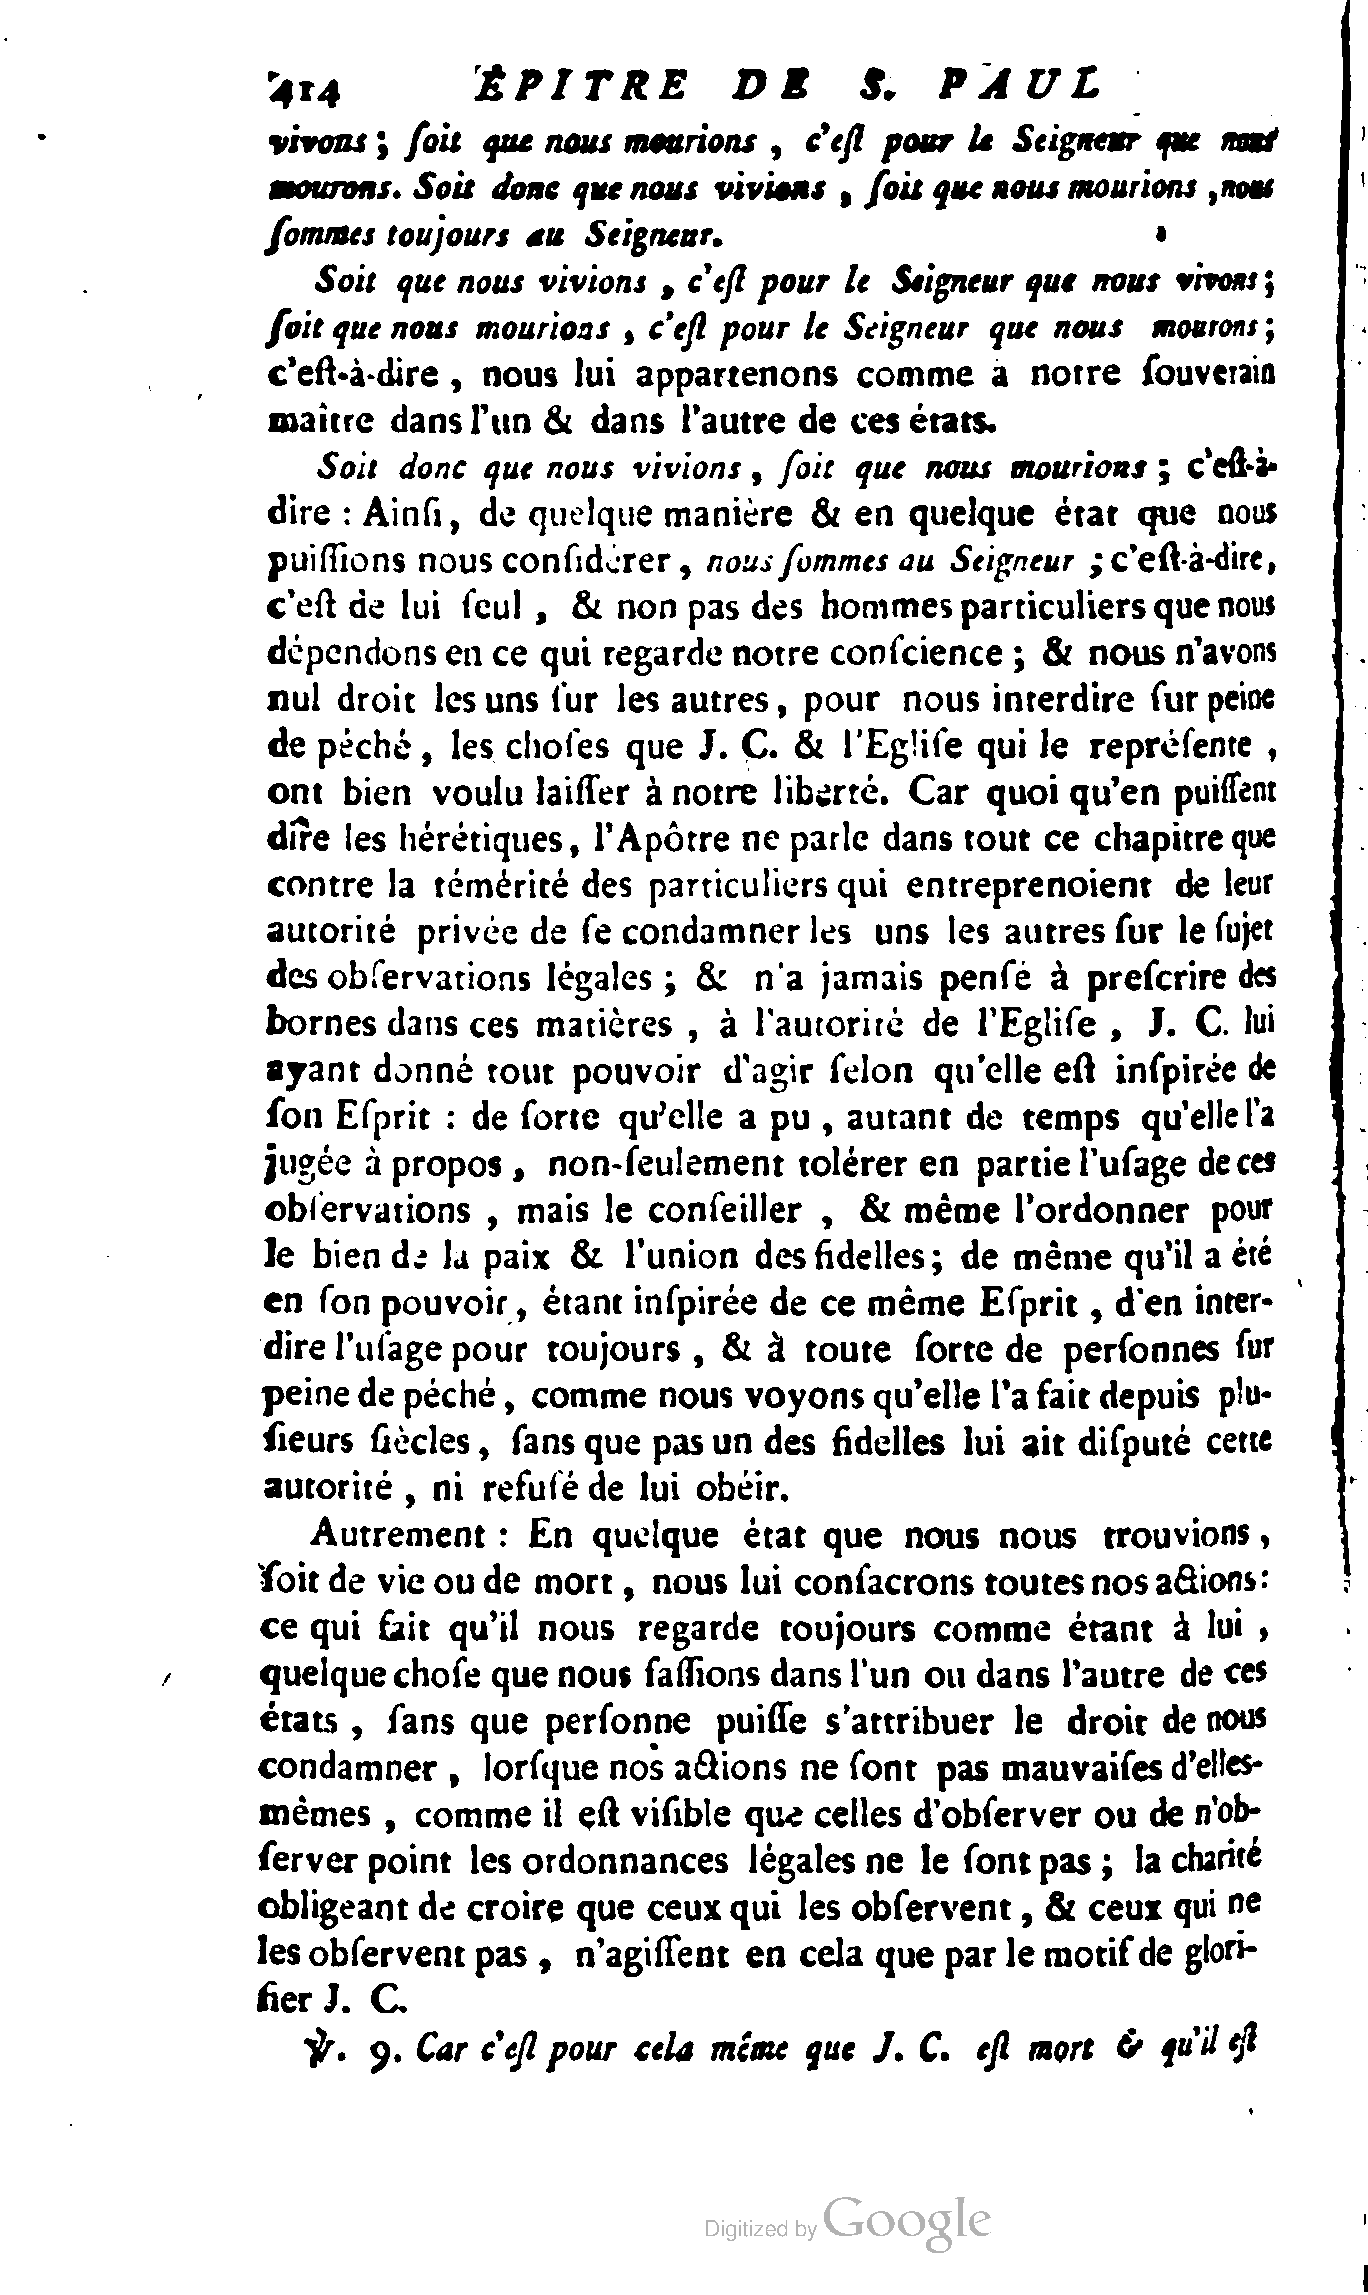 414 ÉPITRE DE S. PAUL
vivons ; ſoit que nous mourions , c'eſt pour le Seigneur que nous
mourons. Soit donc que nous vivions , ſoit que nous mourions , nous
ſommes toujours au Seigneur.
Soit que nous vivions , c'eſt pour le Seigneur que nous vivons ;
ſoit que nous mourions , c'eſt pour le Seigneur que nous mourons ;
c'eſt-à-dire , nous lui appartenons comme à notre ſouverain
maître dans l'un & dans l'autre de ces états.
Soit donc que nous vivions , ſoit que nous mourions ; c'eſt-à-
dire : Ainſi, de quelque manière & en quelque état que nous
puiſſions nous conſidérer , nous ſommes au Seigneur ; c'eſt-à-dire,
c'eſt de lui ſeul , & non pas des hommes particuliers que nous
dépendons en ce qui regarde notre conſcience ; & nous n'avons
nul droit les uns ſur les autres , pour nous interdire ſur peine
de péché , les choſes que J. C. & l'Egliſe qui le repréſente ,
ont bien voulu laiſſer à notre liberté. Car quoi qu'en puiſſent
dîre les hérétiques, l'Apôtre ne parle dans tout ce chapitre que
contre la témérité des particuliers qui entreprenoient de leur
autorité privée de ſe condamner les uns les autres ſur le ſujet
des obſervations légales ; & n'a jamais penſé à preſcrire des
bornes dans ces matières , à l'autorité de l'Egliſe , J. C. lui
ayant donné tout pouvoir d'agir ſelon qu'elle eſt inſpirée de
ſon Eſprit : de ſorte qu'elle a pu , autant de temps qu'elle l'a
jugée à propos , non-ſeulement tolérer en partie l'uſage de ces
obſervations , mais le conſeiller , & même l'ordonner pour
le bien de la paix & l'union des fidelles ; de même qu'il a été
en ſon pouvoir , étant inſpirée de ce même Eſprit , d'en inter-
dire l'uſage pour toujours , & à toute ſorte de perſonnes ſur
peine de péché , comme nous voyons qu'elle l'a fait depuis plu-
ſieurs ſiècles , ſans que pas un des fidelles lui ait diſputé cette
autorité , ni refuſé de lui obéir.
Autrement : En quelque état que nous nous trouvions ,
ſoit de vie ou de mort , nous lui conſacrons toutes nos actions :
ce qui fait qu'il nous regarde toujours comme étant à lui ,
quelque choſe que nous faſſions dans l'un ou dans l'autre de ces
états , ſans que perſonne puiſſe s'attribuer le droit de nous
condamner , lorſque nos actions ne ſont pas mauvaiſes d'elles-
mêmes , comme il eſt viſible que celles d'obſerver ou de n'ob-
ſerver point les ordonnances légales ne le ſont pas ; la charité
obligeant de croire que ceux qui les obſervent , & ceux qui ne
les obſervent pas , n'agiſſent en cela que par le motif de glori-
fier J. C.
℣. 9. Car c'eſt pour cela même que J. C. eſt mort & qu'il eſt
Digitized by Google